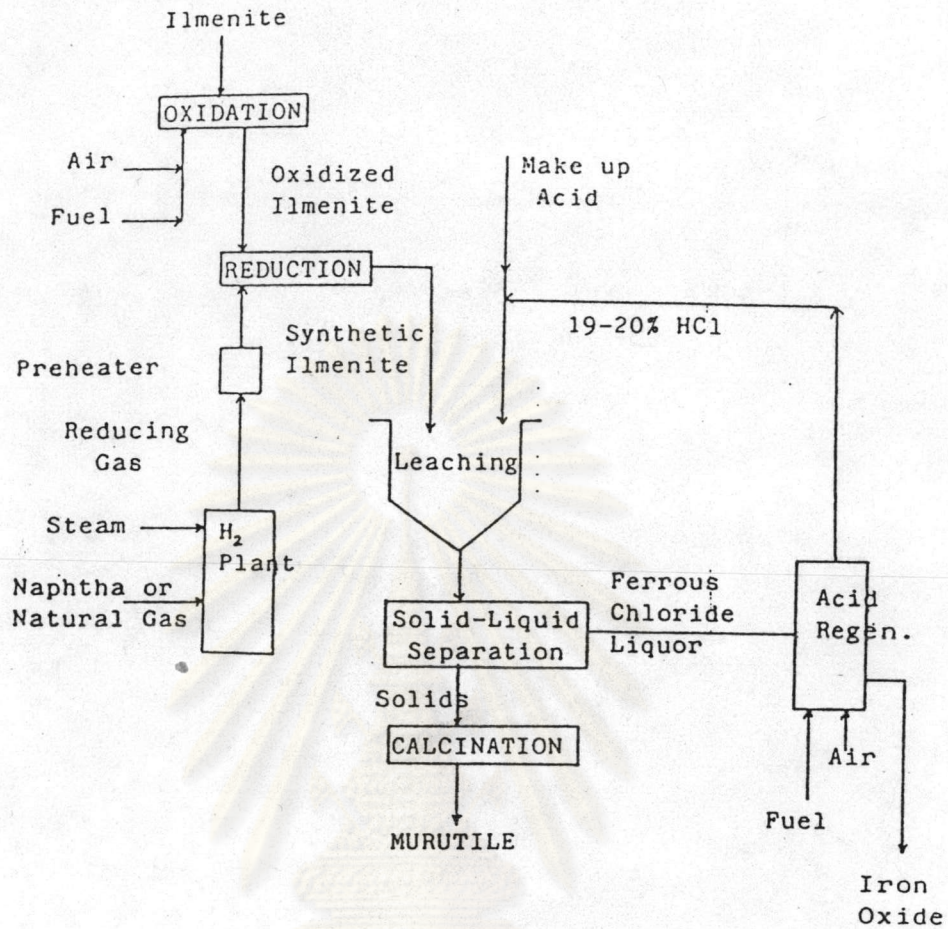 Ilmenite
OXIDATION
Air
Fuel
Oxidized
Ilmenite
Make up
Acid
REDUCTION
19-20% HCl
Synthetic
Ilmenite
Preheater
Reducing
Gas
Leaching
Steam
H₂
Plant
Naphtha or
Natural Gas
Solid-Liquid
Separation
Ferrous
Chloride
Liquor
Acid
Regen.
Solids
CALCINATION
Air
Fuel
MURUTILE
Iron
Oxide